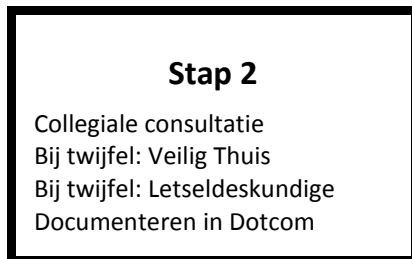 Stap 2
Collegiale consultatie
Bij twijfel: Veilig Thuis
Bij twijfel: Letseldeskundige
Documenteren in Dotcom